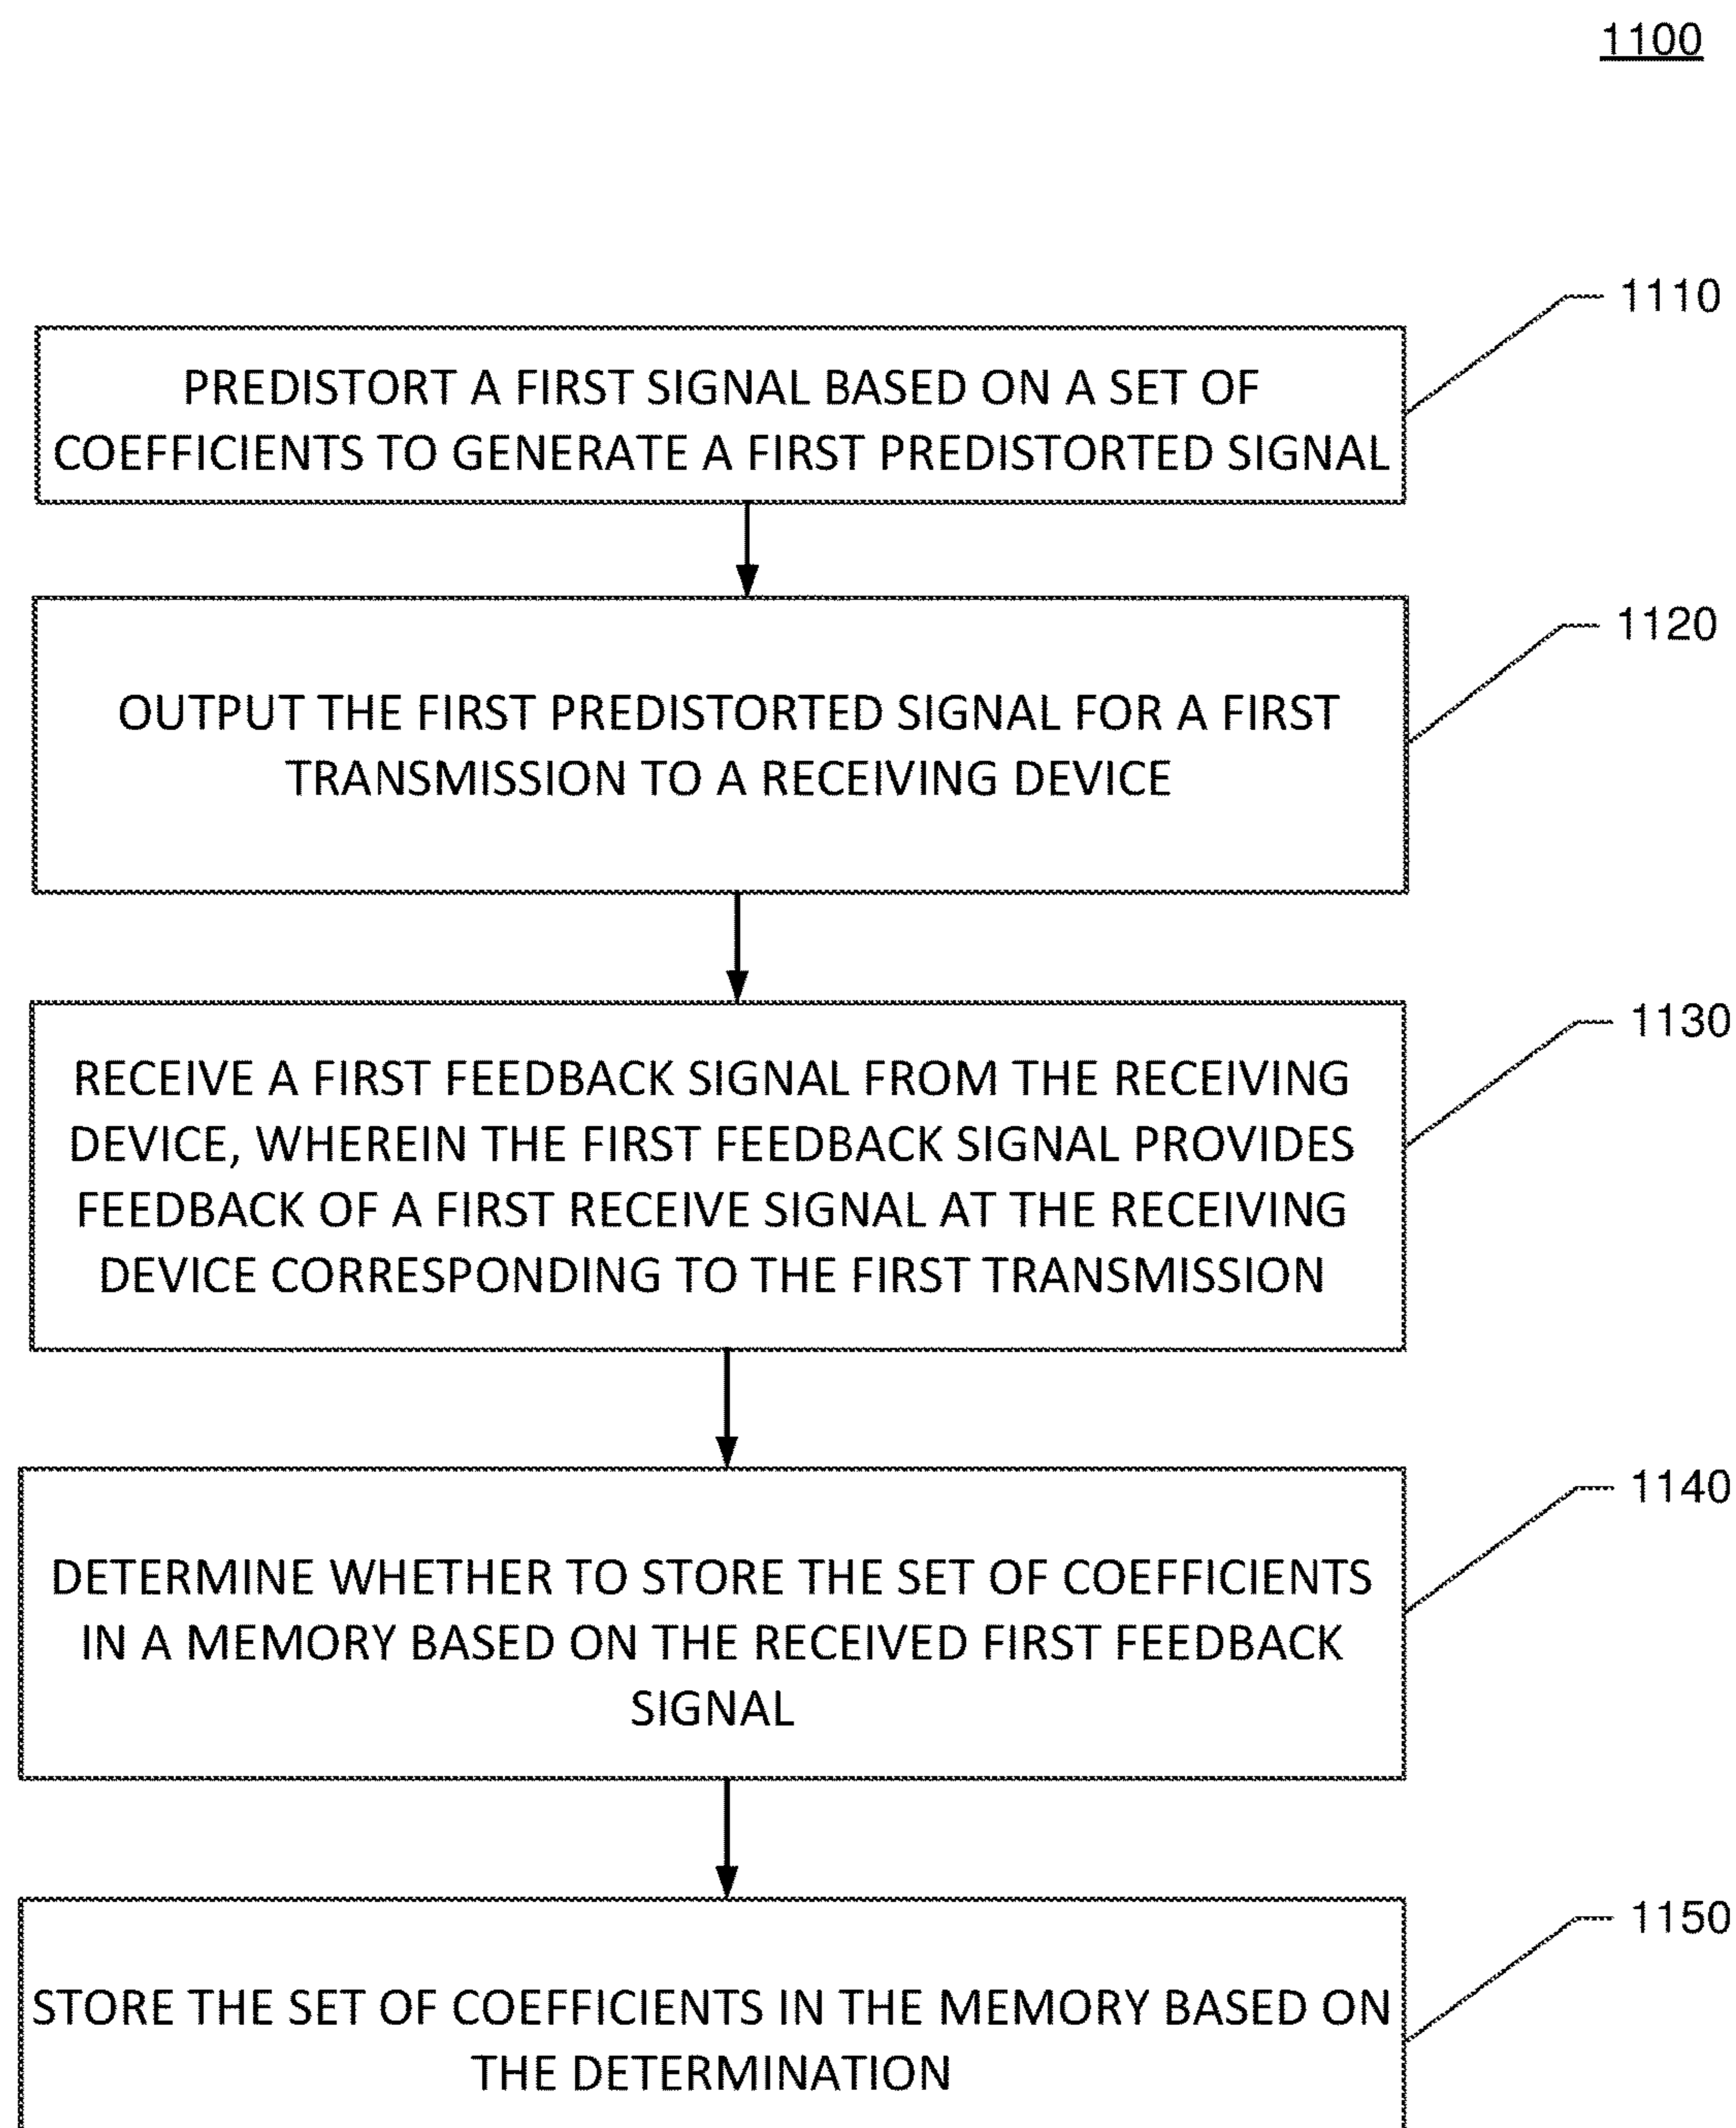 1100
1110
PREDISTORT A FIRST SIGNAL BASED ON A SET OF
COEFFICIENTS TO GENERATE A FIRST PREDISTORTED SIGNAL
1120
OUTPUT THE FIRST PREDISTORTED SIGNAL FOR A FIRST
TRANSMISSION TO A RECEIVING DEVICE
1130
RECEIVE A FIRST FEEDBACK SIGNAL FROM THE RECEIVING
DEVICE, WHEREIN THE FIRST FEEDBACK SIGNAL PROVIDES
FEEDBACK OF A FIRST RECEIVE SIGNAL AT THE RECEIVING
DEVICE CORRESPONDING TO THE FIRST TRANSMISSION
1140
DETERMINE WHETHER TO STORE THE SET OF COEFFICIENTS
IN A MEMORY BASED ON THE RECEIVED FIRST FEEDBACK
SIGNAL
1150
STORE THE SET OF COEFFICIENTS IN THE MEMORY BASED ON
THE DETERMINATION